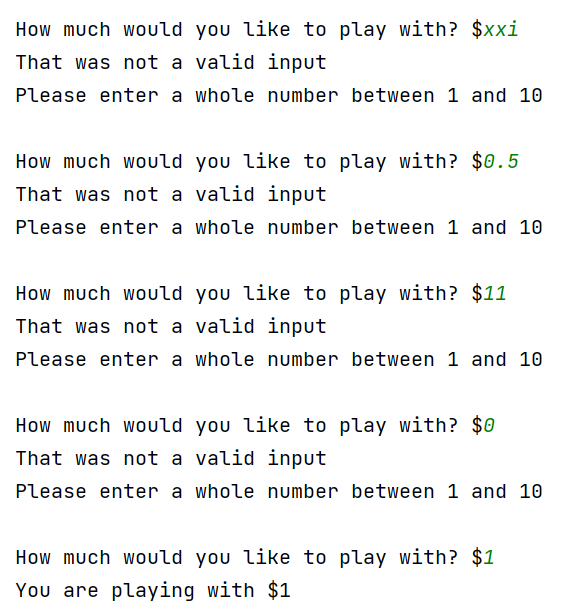 How much would you like to play with? $xxi
That was not a valid input
Please enter a whole number between 1 and 10

How much would you like to play with? $0.5
That was not a valid input
Please enter a whole number between 1 and 10

How much would you like to play with? $11
That was not a valid input
Please enter a whole number between 1 and 10

How much would you like to play with? $0
That was not a valid input
Please enter a whole number between 1 and 10

How much would you like to play with? $1
You are playing with $1